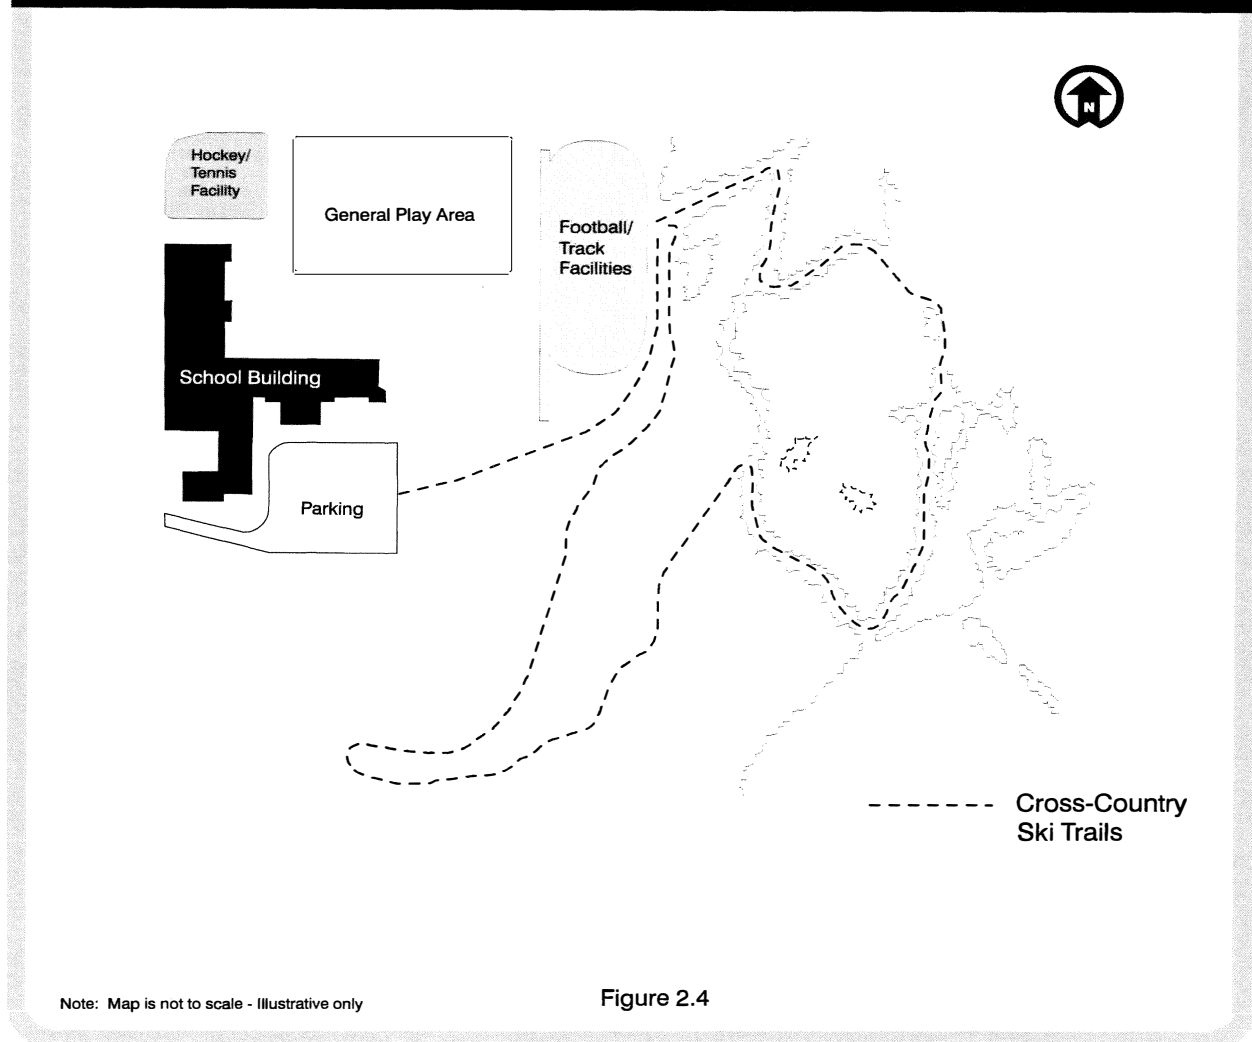 N
Hockey/
Tennis
Facility
General Play Area
Football/
Track
Facilities
School Building
Parking
Cross-Country
Ski Trails
Note: Map is not to scale - Illustrative only
Figure 2.4